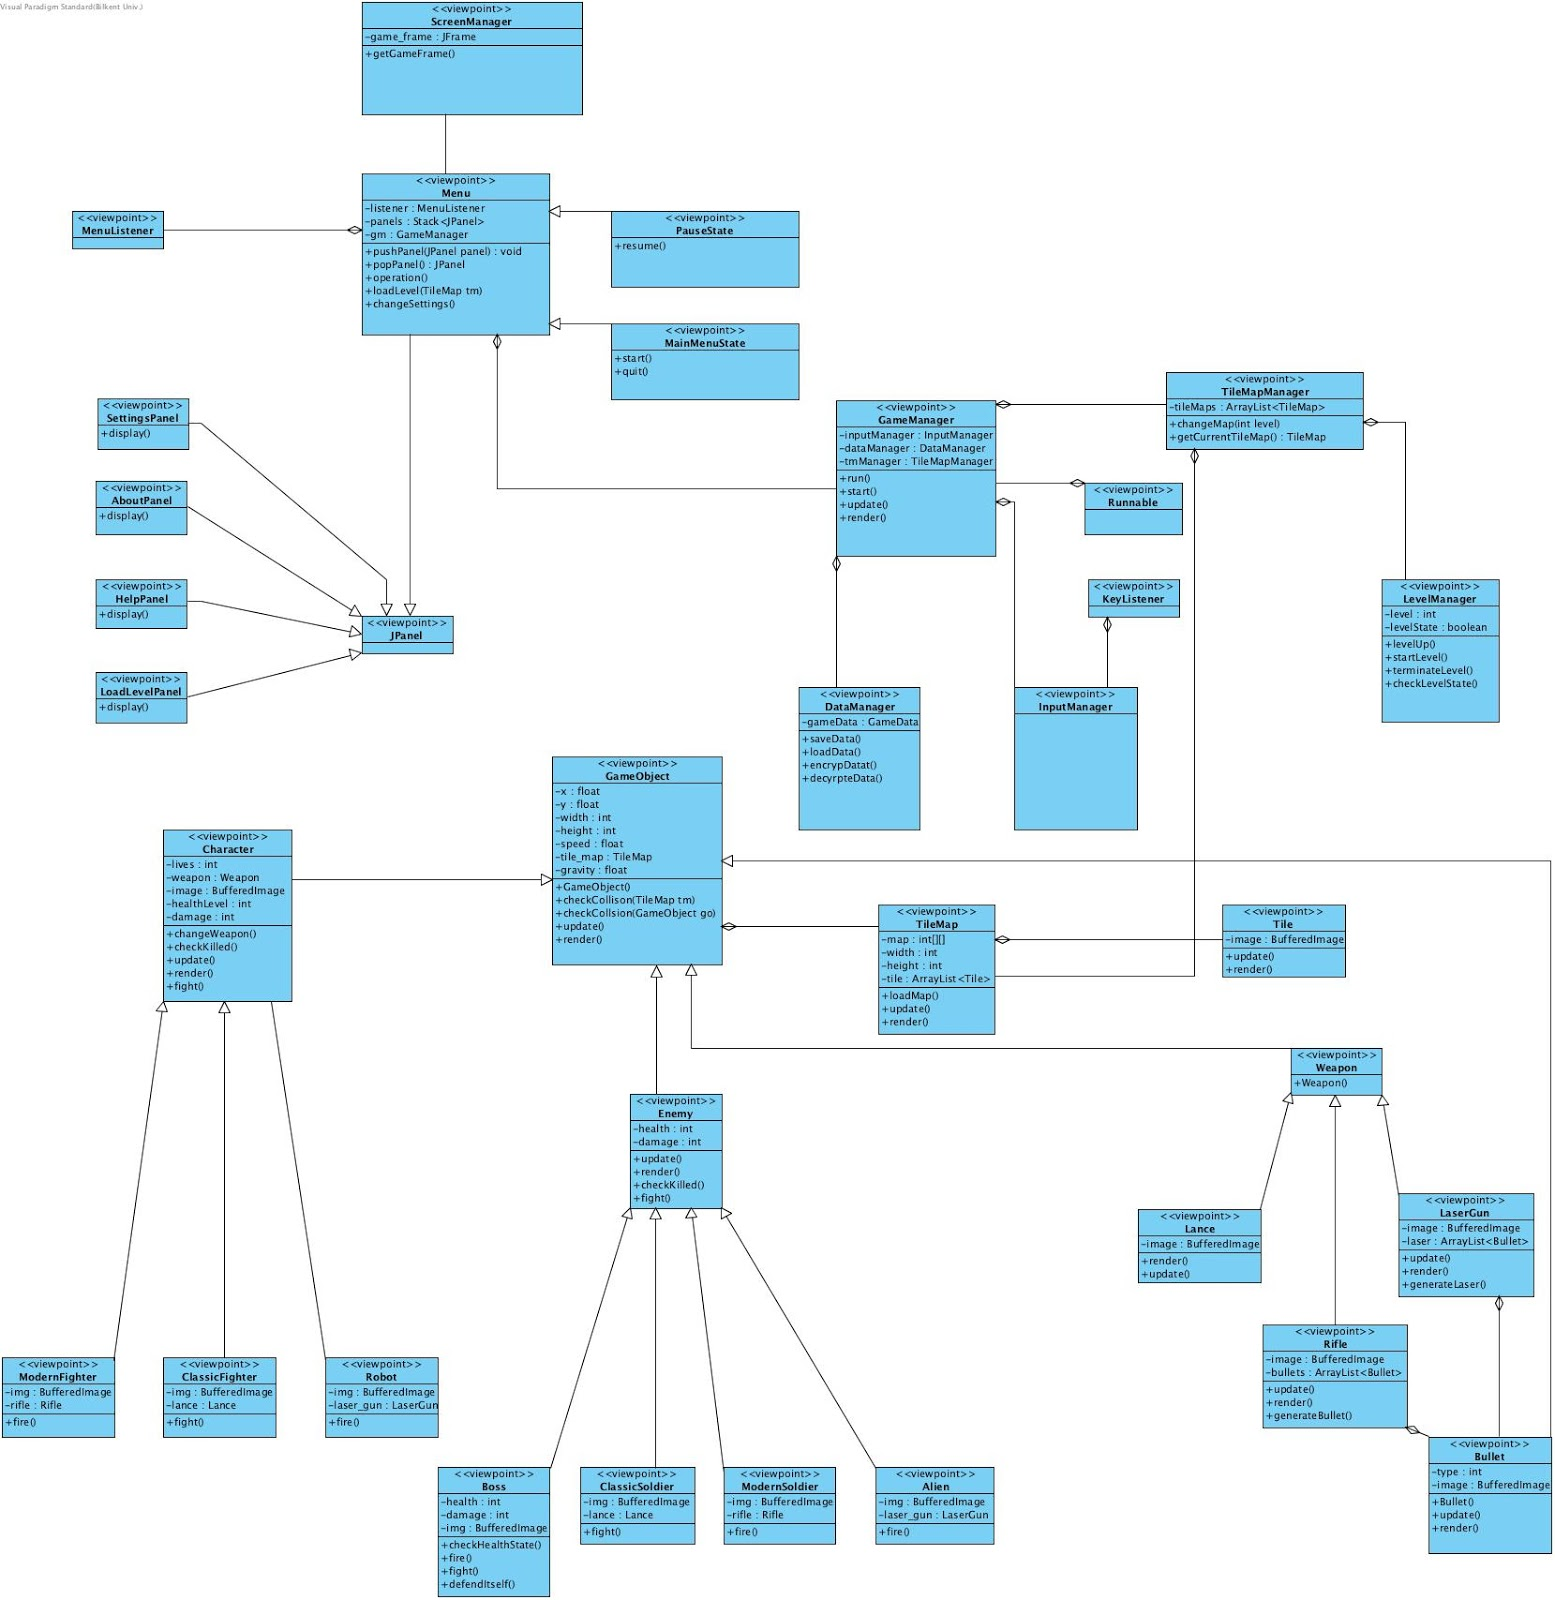 Visual Paradigm Standard(Bilkent Univ.)
<<viewpoint>>
ScreenManager
-game_frame : JFrame
+getGameFrame()
<<viewpoint>>
Menu
-listener : MenuListener
-panels : Stack<JPanel>
-gm : GameManager
+pushPanel(JPanel panel) : void
+popPanel() : JPanel
+operation()
+loadLevel(TileMap tm)
+changeSettings()
<<viewpoint>>
MenuListener
<<viewpoint>>
PauseState
+resume()
<<viewpoint>>
MainMenuState
+start()
+quit()
<<viewpoint>>
SettingsPanel
+display()
<<viewpoint>>
AboutPanel
+display()
<<viewpoint>>
HelpPanel
+display()
<<viewpoint>>
LoadLevelPanel
+display()
<<viewpoint>>
JPanel
<<viewpoint>>
GameManager
-inputManager : InputManager
-dataManager : DataManager
-tmManager : TileMapManager
+run()
+start()
+update()
+render()
<<viewpoint>>
TileMapManager
-tileMaps : ArrayList<TileMap>
+changeMap(int level)
+getCurrentTileMap() : TileMap
<<viewpoint>>
Runnable
<<viewpoint>>
KeyListener
<<viewpoint>>
LevelManager
-level : int
-levelState : boolean
+levelUp()
+startLevel()
+terminateLevel()
+checkLevelState()
<<viewpoint>>
DataManager
-gameData : GameData
+saveData()
+loadData()
+encrypDatat()
+decyrpteData()
<<viewpoint>>
InputManager
<<viewpoint>>
GameObject
-x : float
-y : float
-width : int
-height : int
-speed : float
-tile_map : TileMap
-gravity : float
+GameObject()
+checkCollison(TileMap tm)
+checkCollsion(GameObject go)
+update()
+render()
<<viewpoint>>
Character
-lives : int
-weapon : Weapon
-image : BufferedImage
-healthLevel : int
-damage : int
+changeWeapon()
+checkKilled()
+update()
+render()
+fight()
<<viewpoint>>
TileMap
-map : int[][]
-width : int
-height : int
-tile : ArrayList<Tile>
+loadMap()
+update()
+render()
<<viewpoint>>
Tile
-image : BufferedImage
+update()
+render()
<<viewpoint>>
Weapon
+Weapon()
<<viewpoint>>
Enemy
-health : int
-damage : int
+update()
+render()
+checkKilled()
+fight()
<<viewpoint>>
Lance
-image : BufferedImage
+render()
+update()
<<viewpoint>>
LaserGun
-image : BufferedImage
-laser : ArrayList<Bullet>
+update()
+render()
+generateLaser()
<<viewpoint>>
Rifle
-image : BufferedImage
-bullets : ArrayList<Bullet>
+update()
+render()
+generateBullet()
<<viewpoint>>
ModernFighter
-img : BufferedImage
-rifle : Rifle
+fire()
<<viewpoint>>
ClassicFighter
-img : BufferedImage
-lance : Lance
+fight()
<<viewpoint>>
Robot
-img : BufferedImage
-laser_gun : LaserGun
+fire()
<<viewpoint>>
Boss
-health : int
-damage : int
-img : BufferedImage
+checkHealthState()
+fire()
+fight()
+defendItself()
<<viewpoint>>
ClassicSoldier
-img : BufferedImage
-lance : Lance
+fight()
<<viewpoint>>
ModernSoldier
-img : BufferedImage
-rifle : Rifle
+fire()
<<viewpoint>>
Alien
-img : BufferedImage
-laser_gun : LaserGun
+fire()
<<viewpoint>>
Bullet
-type : int
-image : BufferedImage
+Bullet()
+update()
+render()